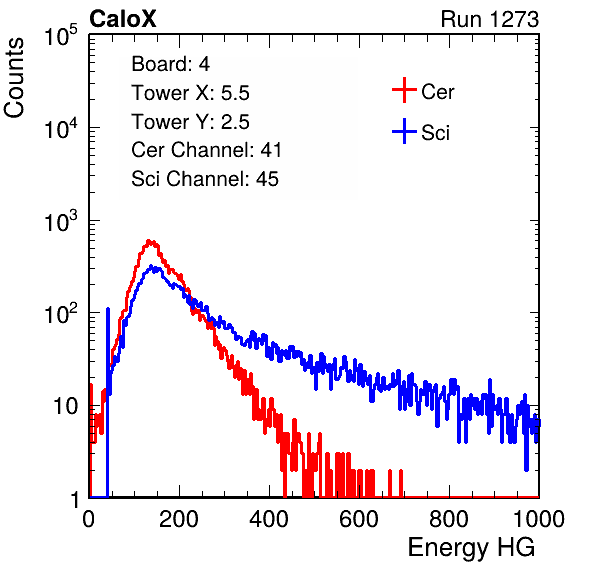 CaloX Run 1273
Counts
Board: 4
Tower X: 5.5
Tower Y: 2.5
Cer Channel: 41
Sci Channel: 45
Cer
Sci
10^5
10^4
10^3
10^2
10
1
0 200 400 600 800 1000
Energy HG